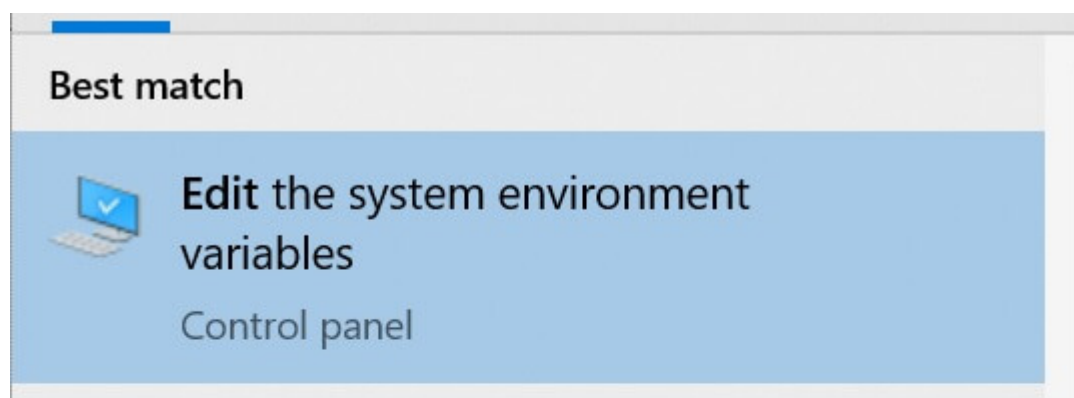 Best match
Edit the system environment
variables
Control panel